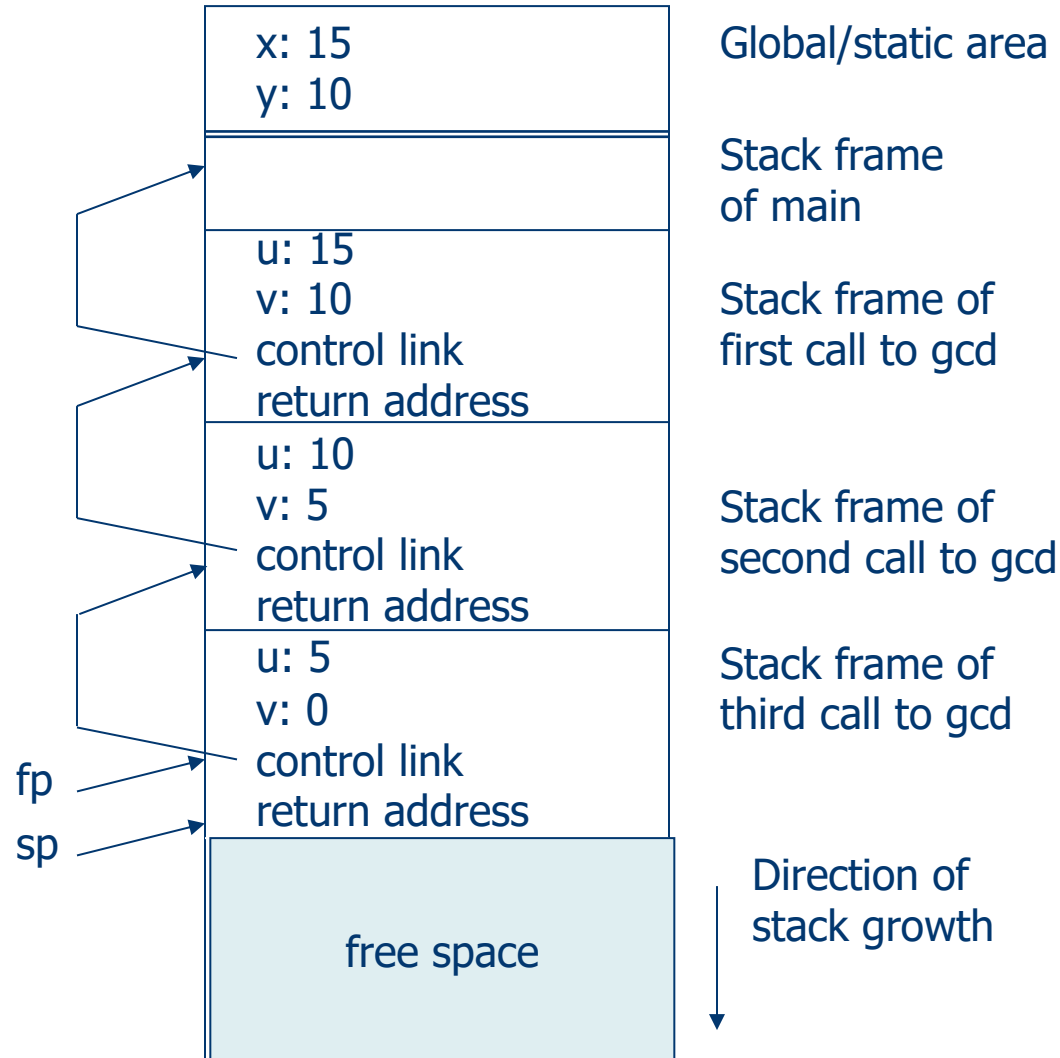 x: 15
y: 10
Global/static area
Stack frame
of main
u: 15
v: 10
control link
return address
Stack frame of
first call to gcd
u: 10
v: 5
control link
return address
Stack frame of
second call to gcd
u: 5
v: 0
control link
return address
Stack frame of
third call to gcd
fp
sp
free space
Direction of
stack growth